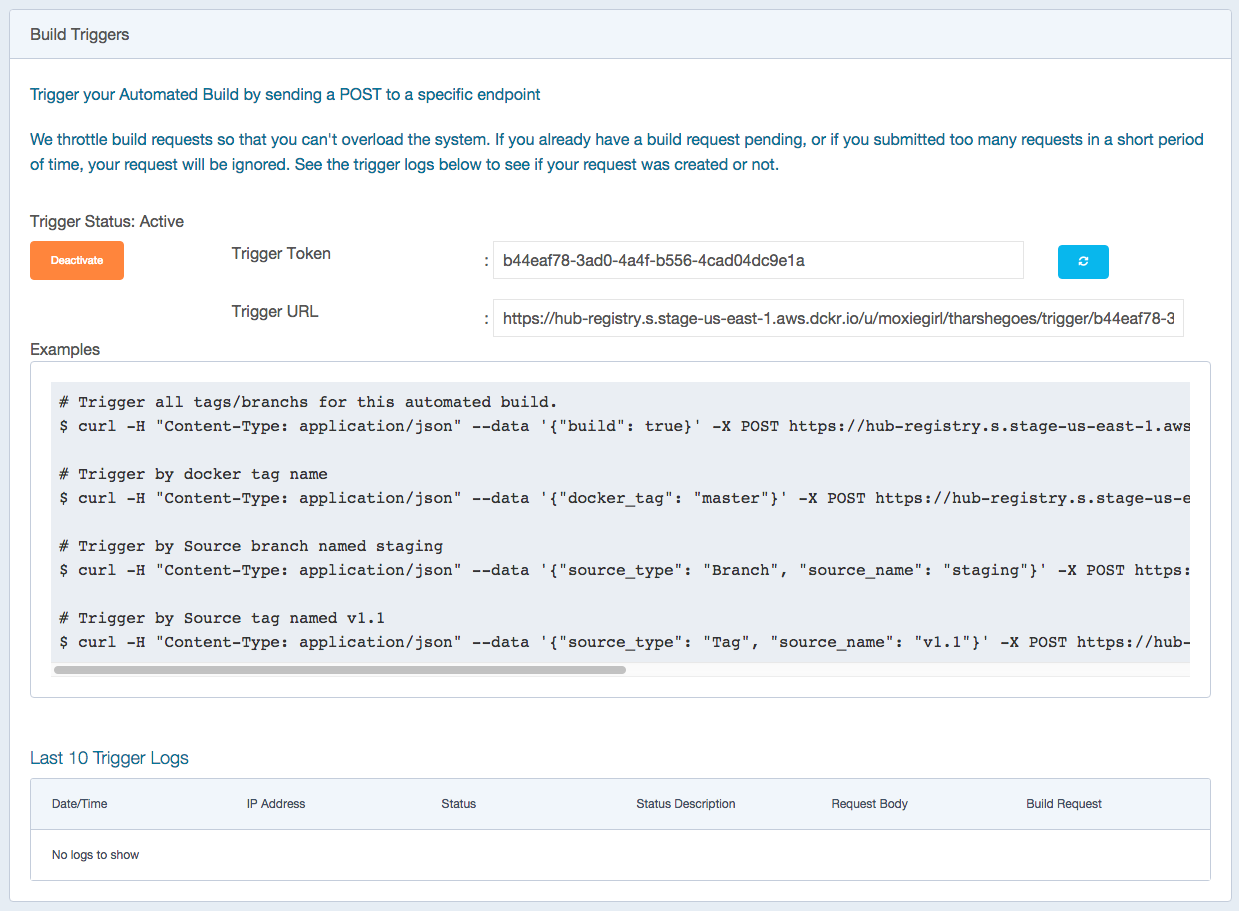 Build Triggers
Trigger your Automated Build by sending a POST to a specific endpoint
We throttle build requests so that you can't overload the system. If you already have a build request pending, or if you submitted too many requests in a short period
of time, your request will be ignored. See the trigger logs below to see if your request was created or not.
Trigger Status: Active
Deactivate
Trigger Token : b44eaf78-3ad0-4a4f-b556-4cad04dc9e1a
Trigger URL : https://hub-registry.s.stage-us-east-1.aws.dckr.io/u/moxiegirl/tharshegoes/trigger/b44eaf78-3
Examples
# Trigger all tags/branchs for this automated build.
$ curl -H "Content-Type: application/json" --data '{"build": true}' -X POST https://hub-registry.s.stage-us-east-1.aws
# Trigger by docker tag name
$ curl -H "Content-Type: application/json" --data '{"docker_tag": "master"}' -X POST https://hub-registry.s.stage-us-e
# Trigger by Source branch named staging
$ curl -H "Content-Type: application/json" --data '{"source_type": "Branch", "source_name": "staging"}' -X POST https:
# Trigger by Source tag named v1.1
$ curl -H "Content-Type: application/json" --data '{"source_type": "Tag", "source_name": "v1.1"}' -X POST https://hub-
Last 10 Trigger Logs
Date/Time IP Address Status Status Description Request Body Build Request
No logs to show